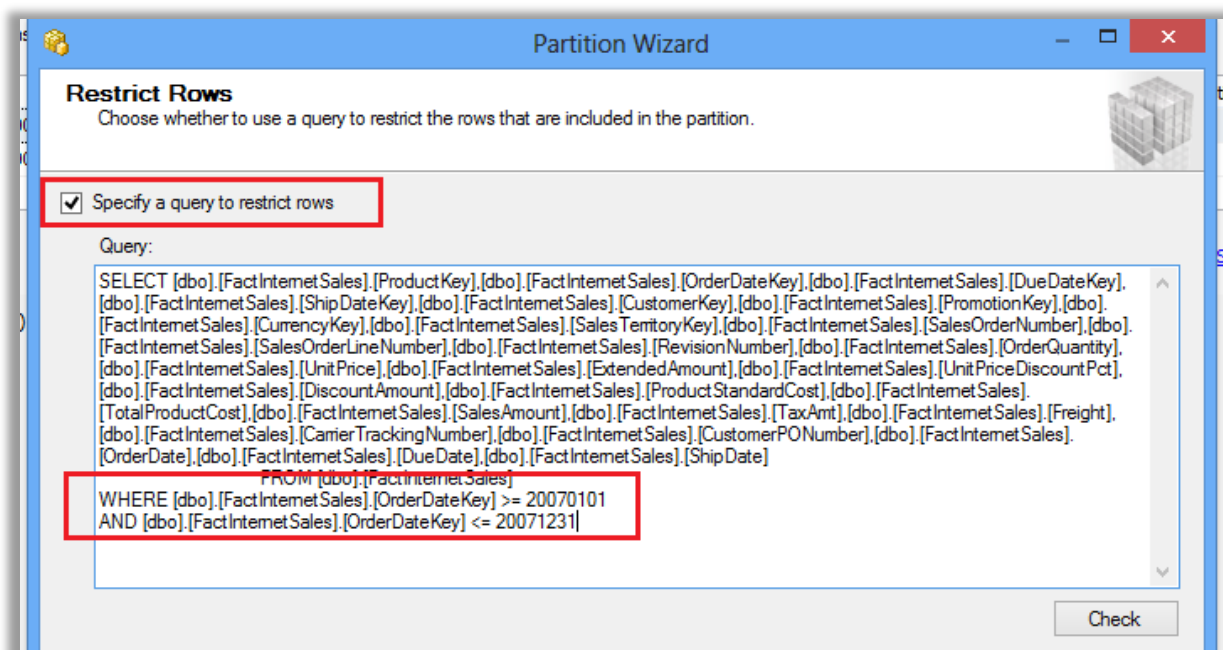 Partition Wizard
Restrict Rows
Choose whether to use a query to restrict the rows that are included in the partition.
Specify a query to restrict rows
Query:
SELECT [dbo].[FactInternetSales].[ProductKey],[dbo].[FactInternetSales].[OrderDateKey],[dbo].[FactInternetSales].[DueDateKey],
[dbo].[FactInternetSales].[ShipDateKey],[dbo].[FactInternetSales].[CustomerKey],[dbo].[FactInternetSales].[PromotionKey],[dbo].
[FactInternetSales].[CurrencyKey],[dbo].[FactInternetSales].[SalesTerritoryKey],[dbo].[FactInternetSales].[SalesOrderNumber],[dbo].
[FactInternetSales].[SalesOrderLineNumber],[dbo].[FactInternetSales].[RevisionNumber],[dbo].[FactInternetSales].[OrderQuantity],
[dbo].[FactInternetSales].[UnitPrice],[dbo].[FactInternetSales].[ExtendedAmount],[dbo].[FactInternetSales].[UnitPriceDiscountPct],
[dbo].[FactInternetSales].[DiscountAmount],[dbo].[FactInternetSales].[ProductStandardCost],[dbo].[FactInternetSales].
[TotalProductCost],[dbo].[FactInternetSales].[SalesAmount],[dbo].[FactInternetSales].[TaxAmt],[dbo].[FactInternetSales].[Freight],
[dbo].[FactInternetSales].[CarrierTrackingNumber],[dbo].[FactInternetSales].[CustomerPONumber],[dbo].[FactInternetSales].
[OrderDate],[dbo].[FactInternetSales].[DueDate],[dbo].[FactInternetSales].[ShipDate]
FROM [dbo].[FactInternetSales]
WHERE [dbo].[FactInternetSales].[OrderDateKey] >= 20070101
AND [dbo].[FactInternetSales].[OrderDateKey] <= 20071231
Check